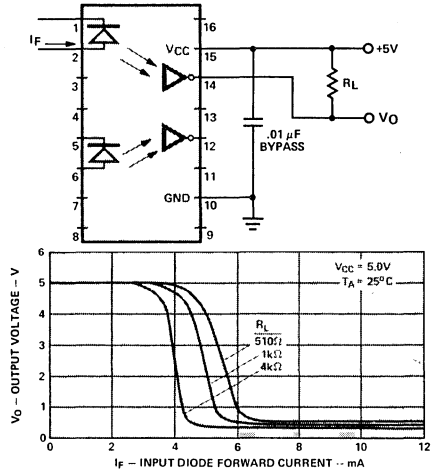 1
16
IF
VCC
+5V
2
15
3
14
RL
4
13
VO
5
12
.01 µF
BYPASS
6
11
GND
7
10
8
9
VO – OUTPUT VOLTAGE – V
6
5
4
3
2
1
0
VCC = 5.0V
TA = 25°C
RL
510Ω
1kΩ
4kΩ
0 2 4 6 8 10 12
IF – INPUT DIODE FORWARD CURRENT -- mA